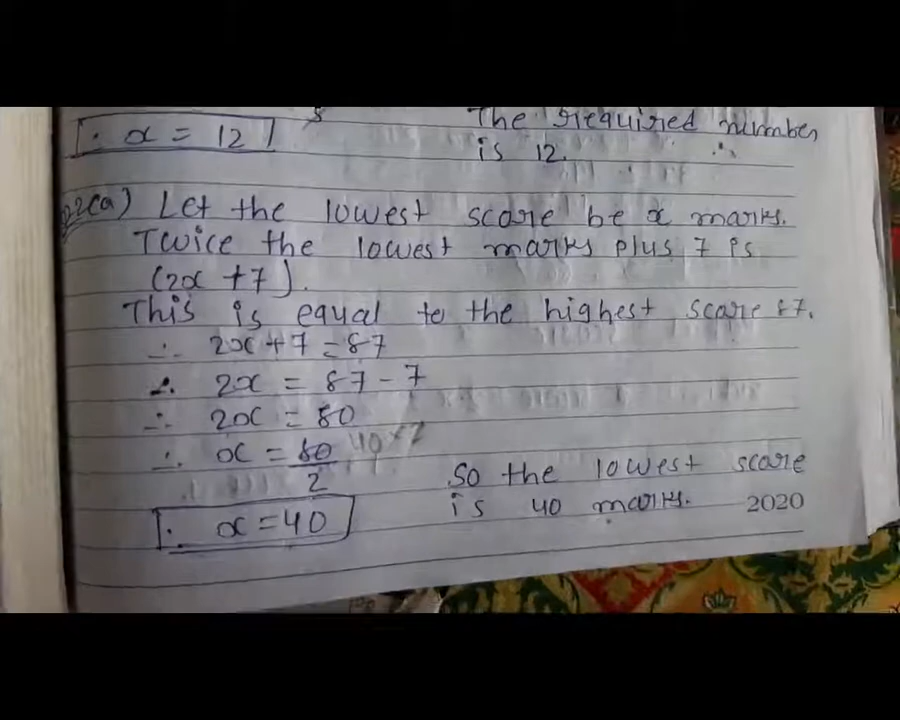 The required number
∴ x = 12
is 12. ∴
Q2(a) Let the lowest score be x marks.
Twice the lowest marks plus 7 is
(2x + 7).
This is equal to the highest score 87.
∴ 2x + 7 = 87
∴ 2x = 87 - 7
∴ 2x = 80
∴ x = 80/2 40×2
So the lowest score
is 40 marks. 2020
∴ x = 40